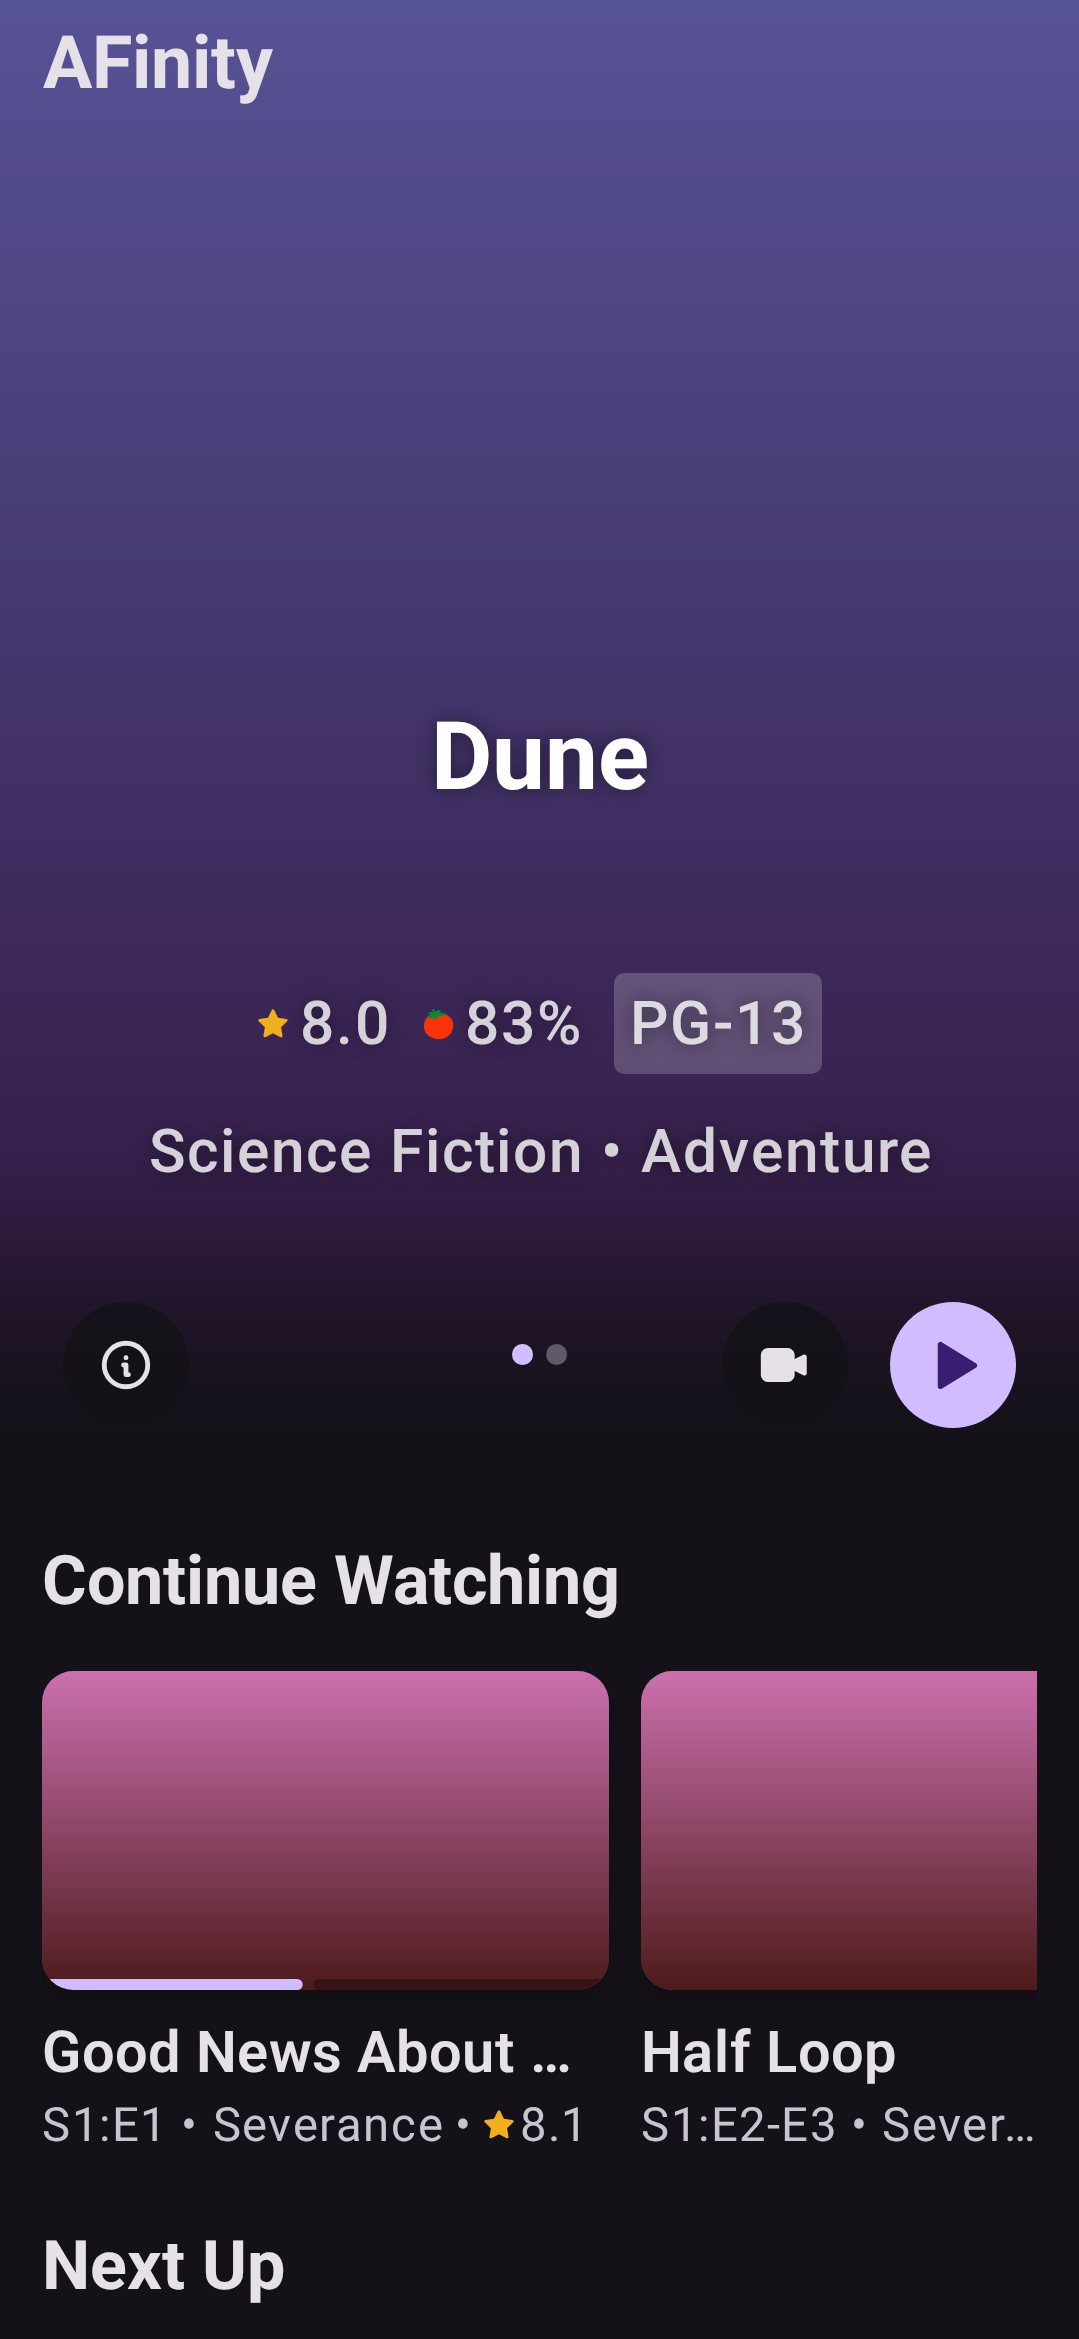 AFinity
Dune
8.0 83% PG-13
Science Fiction • Adventure
Continue Watching
Good News About ...
S1:E1 • Severance • 8.1
Half Loop
S1:E2-E3 • Sever...
Next Up